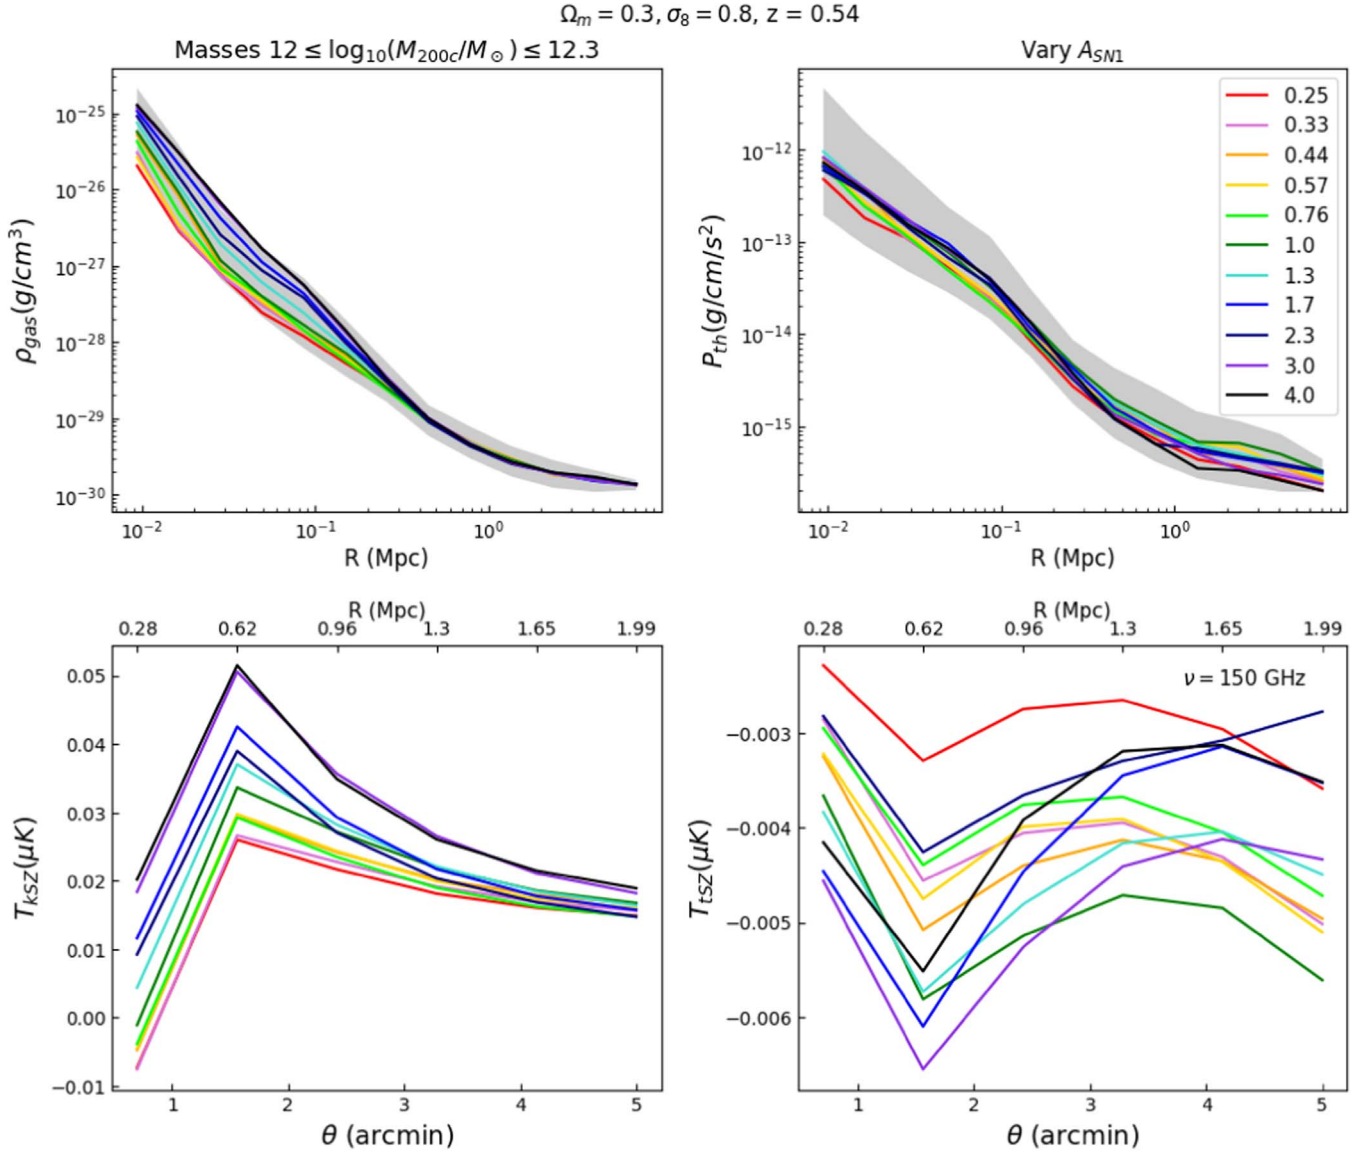 Ωm = 0.3, σ8 = 0.8, z = 0.54
Masses 12 ≤ log10(M200c/M⊙) ≤ 12.3
10⁻²⁵
10⁻²⁶
10⁻²⁷
10⁻²⁸
10⁻²⁹
10⁻³⁰
ρgas(g/cm³)
10⁻² 10⁻¹ 10⁰
R (Mpc)
Vary ASN1
10⁻¹²
10⁻¹³
10⁻¹⁴
10⁻¹⁵
Pth(g/cm/s²)
0.25
0.33
0.44
0.57
0.76
1.0
1.3
1.7
2.3
3.0
4.0
10⁻² 10⁻¹ 10⁰
R (Mpc)
R (Mpc)
0.28 0.62 0.96 1.3 1.65 1.99
0.05
0.04
0.03
0.02
0.01
0.00
−0.01
TkSZ(μK)
1 2 3 4 5
θ (arcmin)
R (Mpc)
0.28 0.62 0.96 1.3 1.65 1.99
ν = 150 GHz
−0.003
−0.004
−0.005
−0.006
TtSZ(μK)
1 2 3 4 5
θ (arcmin)